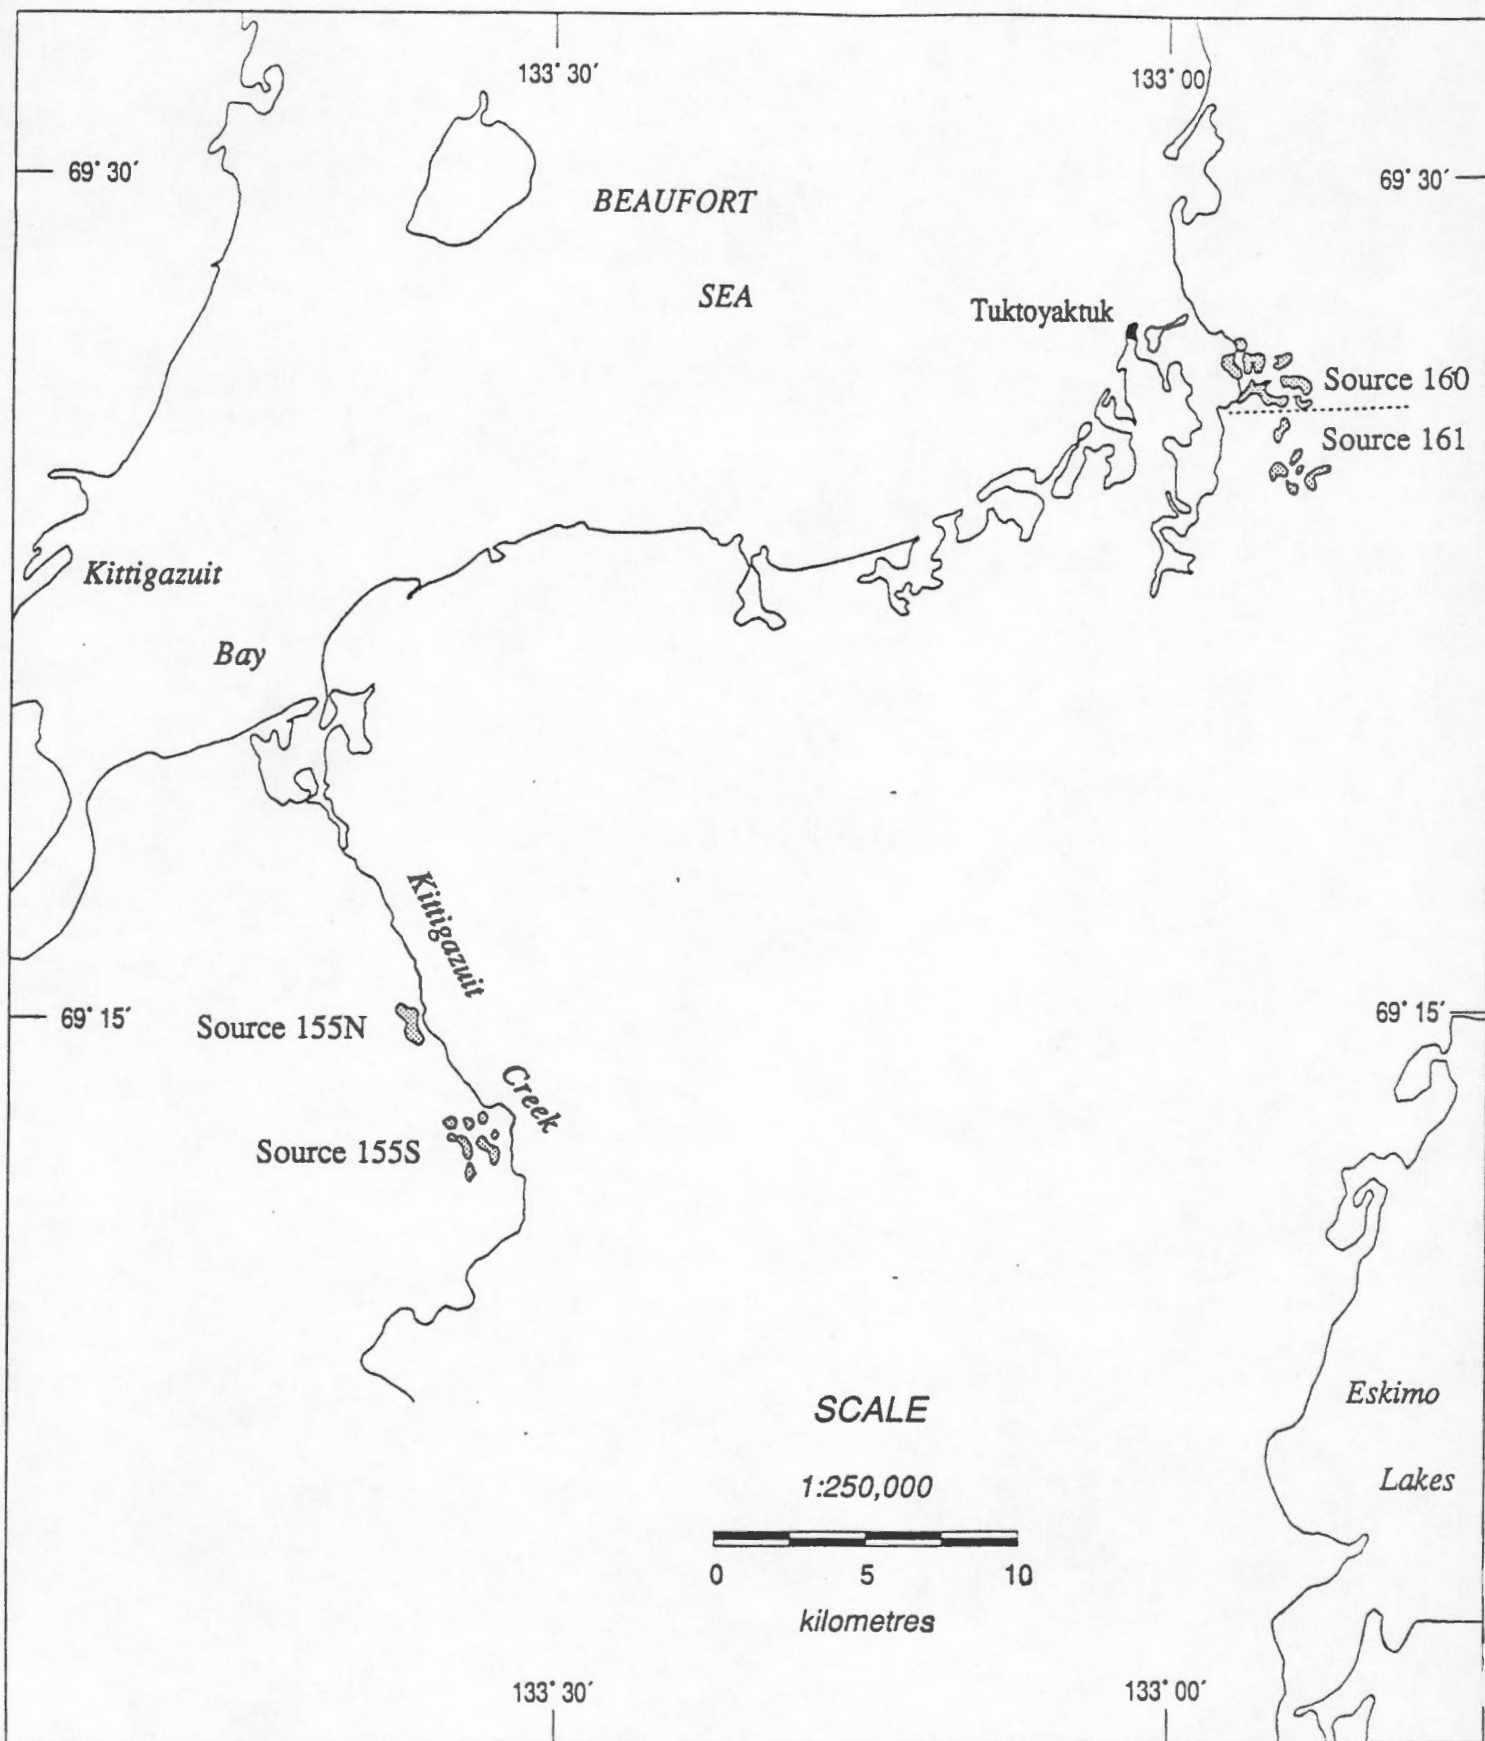 133° 30′
133° 00
69° 30′
69° 30′
BEAUFORT
SEA
Tuktoyaktuk
Source 160
Source 161
Kittigazuit
Bay
Kittigazuit
Creek
69° 15′
69° 15′
Source 155N
Source 155S
SCALE
1:250,000
0 5 10
kilometres
Eskimo
Lakes
133° 30′
133° 00′